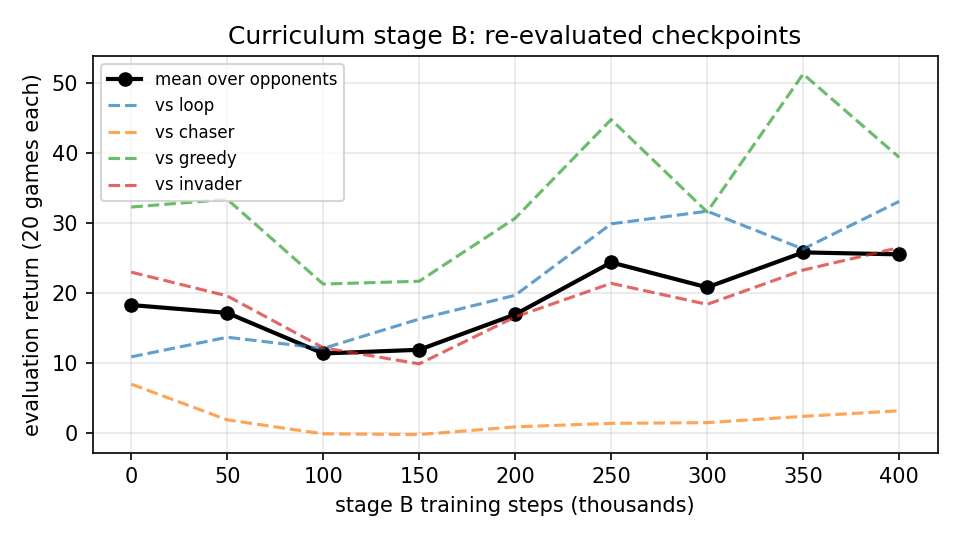 Curriculum stage B: re-evaluated checkpoints
evaluation return (20 games each)
50
40
30
20
10
0
mean over opponents
vs loop
vs chaser
vs greedy
vs invader
0 50 100 150 200 250 300 350 400
stage B training steps (thousands)